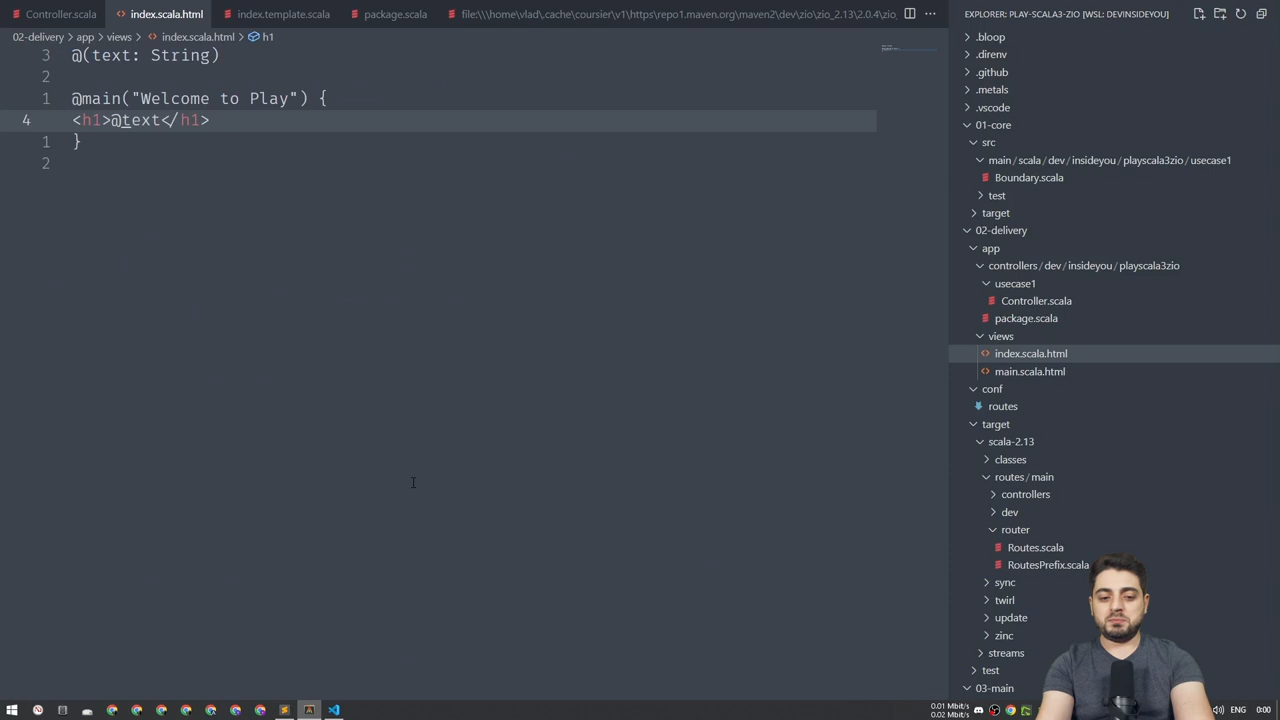 Controller.scala
index.scala.html
index.template.scala
package.scala
file:\\\home\vlad\.cache\coursier\v1\https\repo1.maven.org\maven2\dev\zio\zio_2.13\2.0.4\zio_
EXPLORER: PLAY-SCALA3-ZIO [WSL: DEVINSIDEYOU]
02-delivery > app > views > index.scala.html > h1
3 @(text: String)
2
1 @main("Welcome to Play") {
4 <h1>@text</h1>
1 }
2
.bloop
.direnv
.github
.metals
.vscode
01-core
src
main / scala / dev / insideyou / playscala3zio / usecase1
Boundary.scala
test
target
02-delivery
app
controllers / dev / insideyou / playscala3zio
usecase1
Controller.scala
package.scala
views
index.scala.html
main.scala.html
conf
routes
target
scala-2.13
classes
routes / main
controllers
dev
router
Routes.scala
RoutesPrefix.scala
sync
twirl
update
zinc
streams
test
03-main
0.01 Mbit/s
0.02 Mbit/s
ENG
0:00